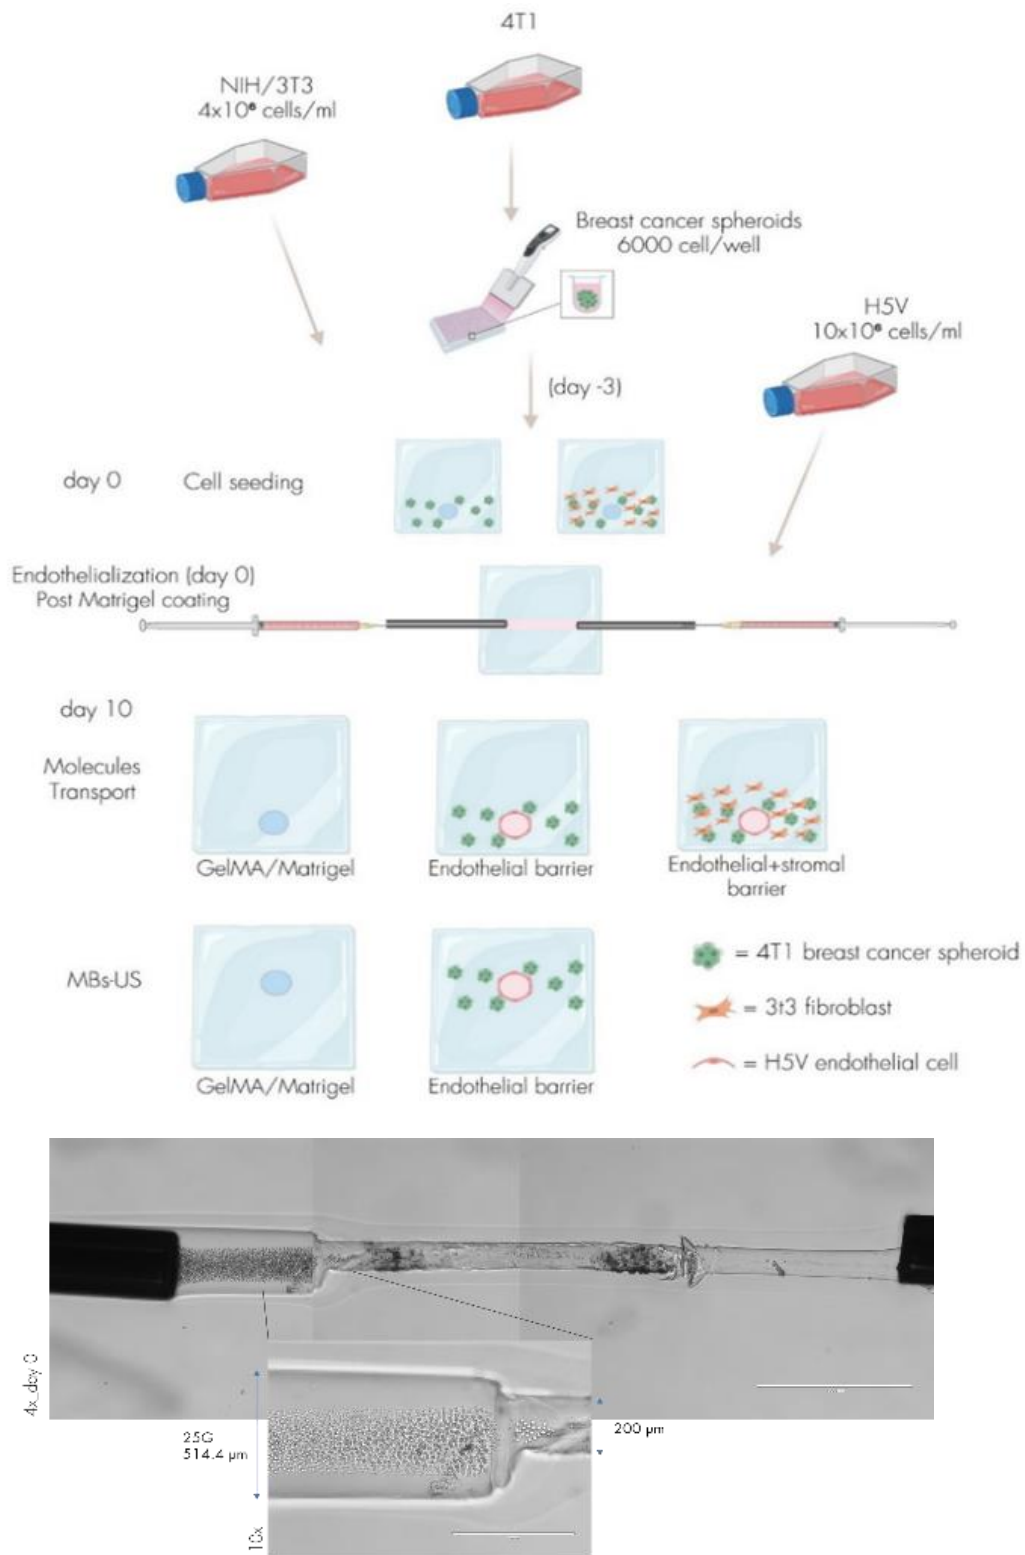 4T1
NIH/3T3
4x10⁶ cells/ml
Breast cancer spheroids
6000 cell/well
H5V
10x10⁶ cells/ml
(day -3)
day 0
Cell seeding
Endothelialization (day 0)
Post Matrigel coating
day 10
Molecules
Transport
GelMA/Matrigel
Endothelial barrier
Endothelial+stromal
barrier
MBs-US
GelMA/Matrigel
Endothelial barrier
= 4T1 breast cancer spheroid
= 3t3 fibroblast
= H5V endothelial cell
4x_day 0
25G
514.4 µm
200 µm
10x